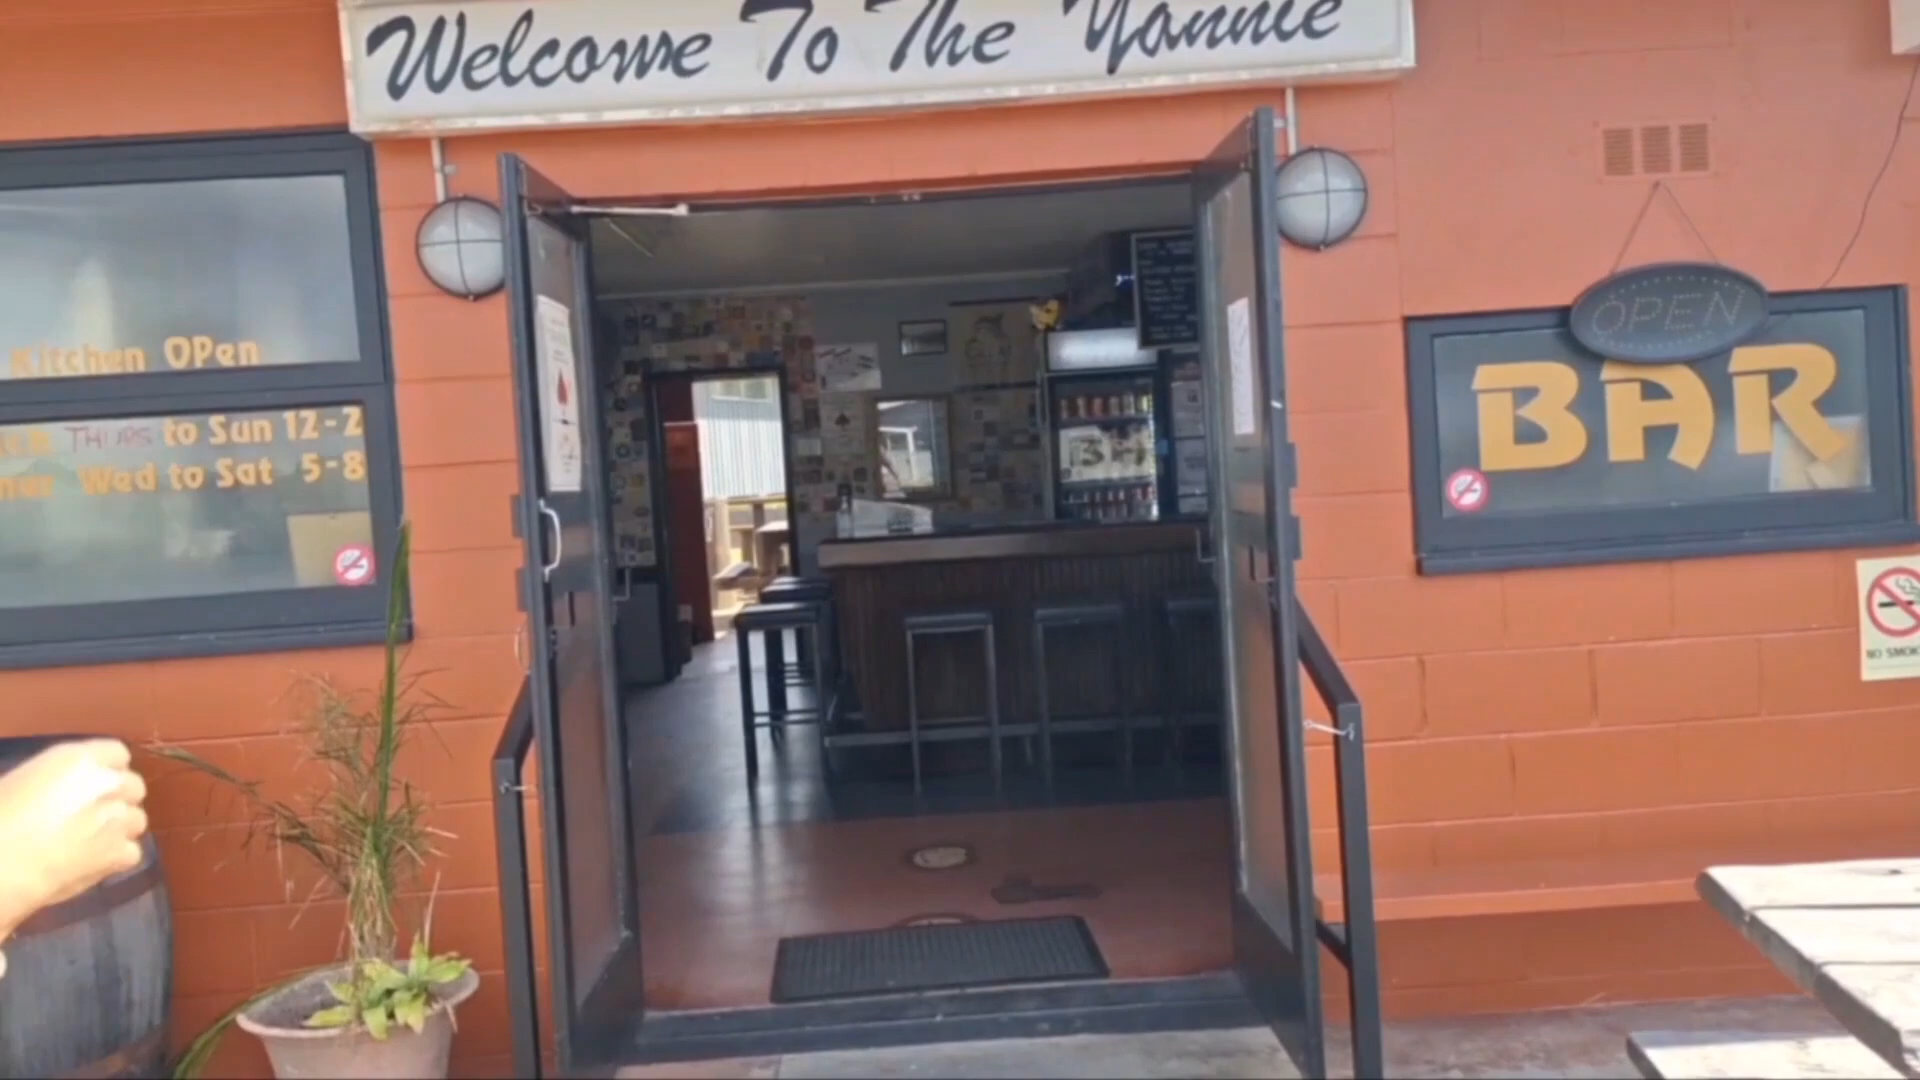 Welcome To The Yannie
Kitchen OPen
THURS to Sun 12-2
Wed to Sat 5-8
OPEN
BAR
NO SMOK